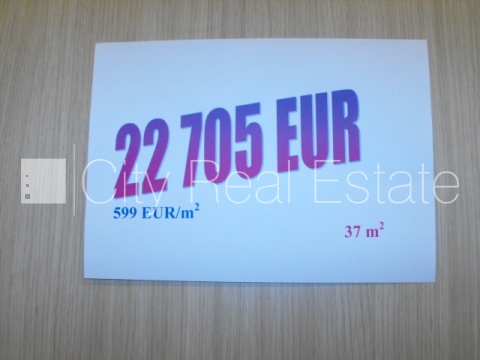 22 705 EUR
City Real Estate
599 EUR/m²
37 m²